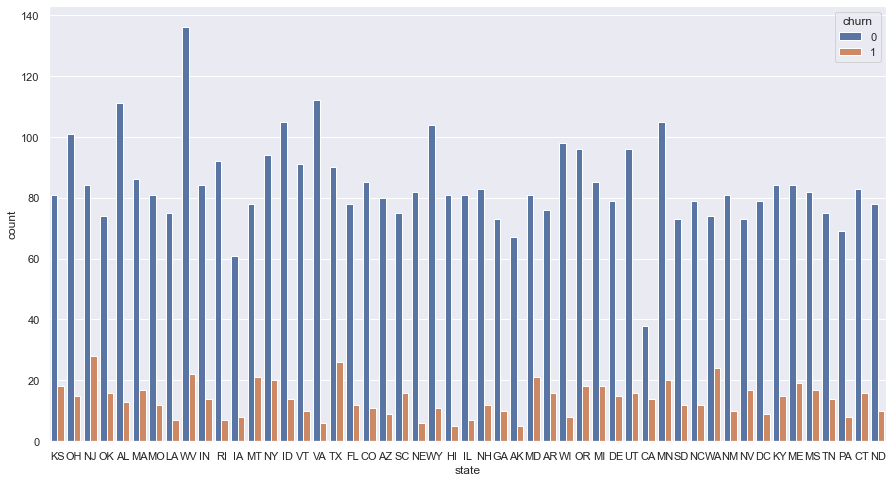 churn
0
1
140
120
100
80
60
40
20
0
count
KS OH NJ OK AL MA MO LA WV IN RI IA MT NY ID VT VA TX FL CO AZ SC NE WY HI IL NH GA AK MD AR WI OR MI DE UT CA MN SD NC WA NM NV DC KY ME MS TN PA CT ND
state